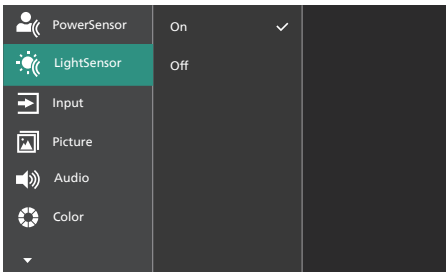 PowerSensor
LightSensor
Input
Picture
Audio
Color
On
Off